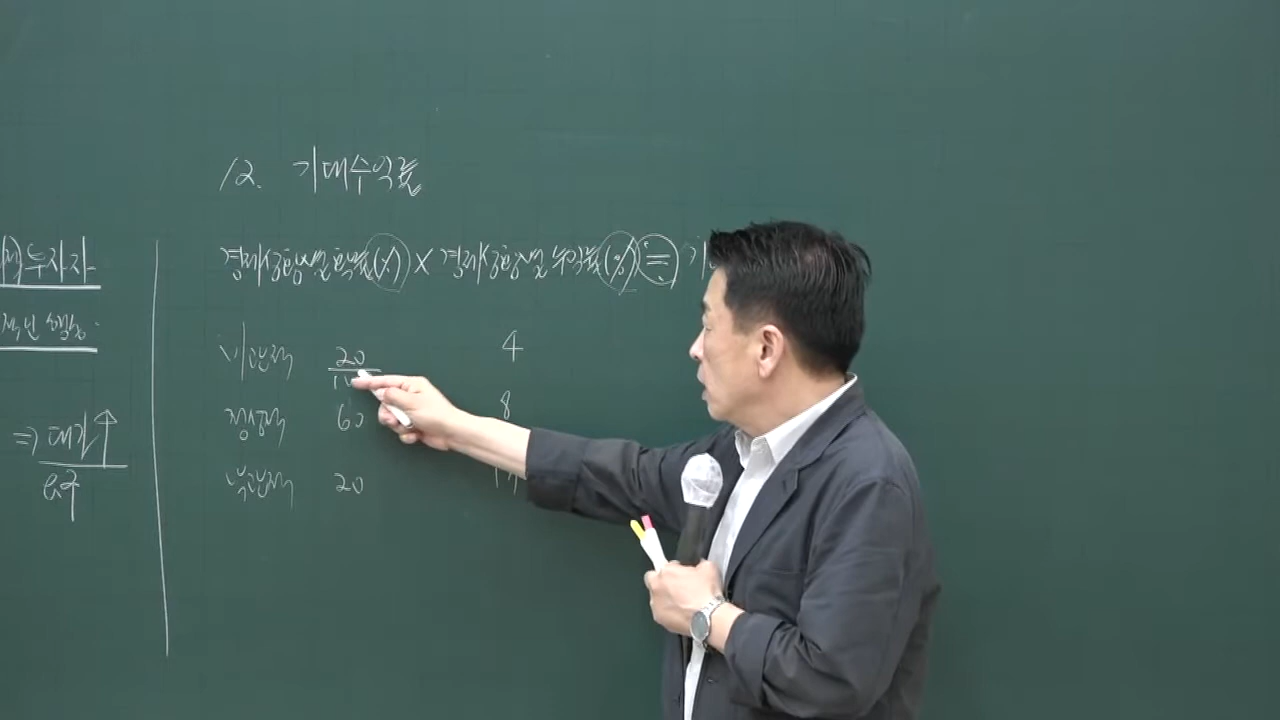 투자자
⇒ 대가↑
요구
12. 기대수익률
경제상황별 확률(%) × 경제상황별 수익률(%) = 기
비관적 20 4
정상적 60 8
낙관적 20